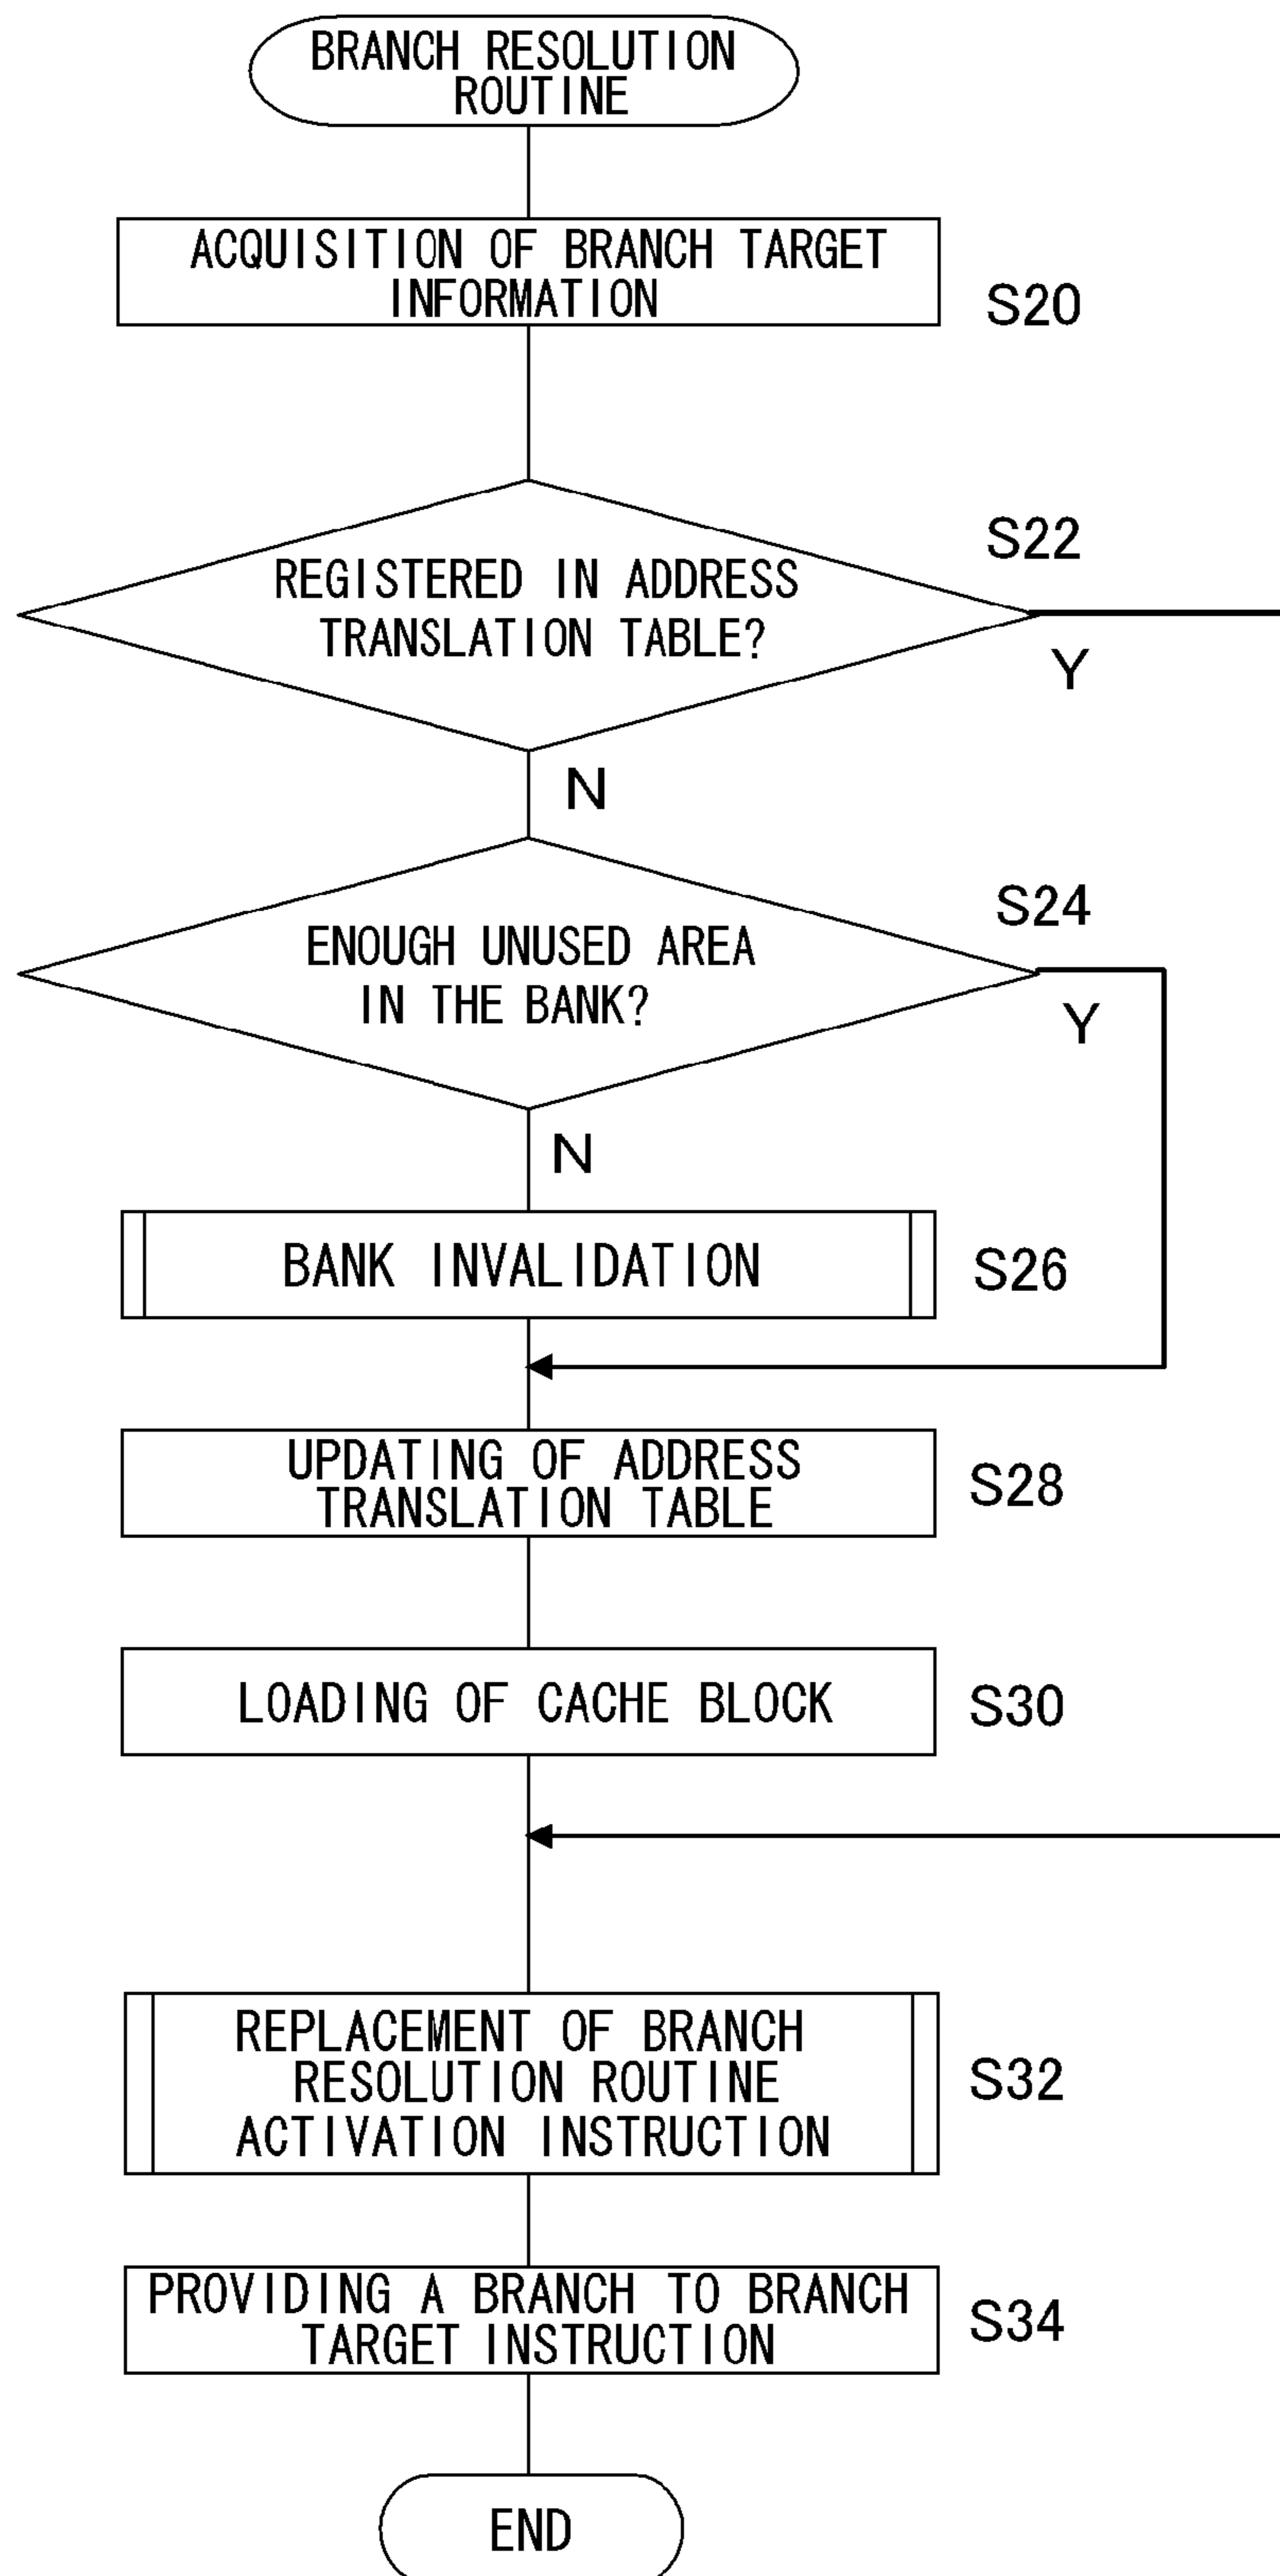 BRANCH RESOLUTION
ROUTINE
ACQUISITION OF BRANCH TARGET
INFORMATION
S20
S22
REGISTERED IN ADDRESS
TRANSLATION TABLE?
Y
N
S24
ENOUGH UNUSED AREA
IN THE BANK?
Y
N
BANK INVALIDATION
S26
UPDATING OF ADDRESS
TRANSLATION TABLE
S28
LOADING OF CACHE BLOCK
S30
REPLACEMENT OF BRANCH
RESOLUTION ROUTINE
ACTIVATION INSTRUCTION
S32
PROVIDING A BRANCH TO BRANCH
TARGET INSTRUCTION
S34
END